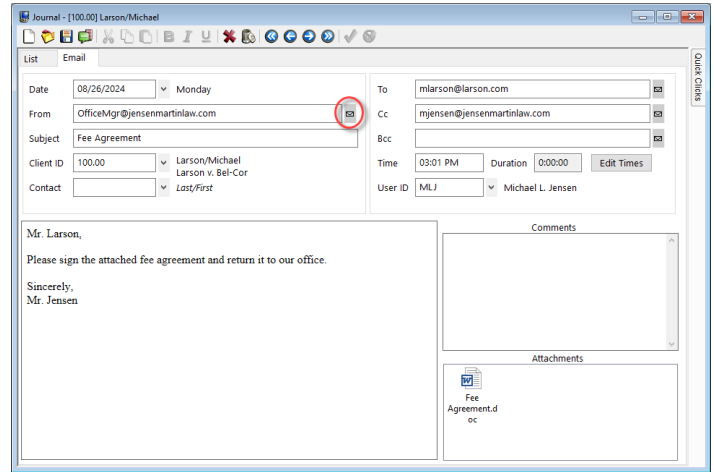 Journal - [100.00] Larson/Michael
B I U
List Email
Quick Clicks
Date 08/26/2024 Monday
From OfficeMgr@jensenmartinlaw.com
Subject Fee Agreement
Client ID 100.00 Larson/Michael
Larson v. Bel-Cor
Contact Last/First
To mlarson@larson.com
Cc mjensen@jensenmartinlaw.com
Bcc
Time 03:01 PM Duration 0:00:00 Edit Times
User ID MLJ Michael L. Jensen
Mr. Larson,
Please sign the attached fee agreement and return it to our office.
Sincerely,
Mr. Jensen
Comments
Attachments
Fee
Agreement.d
oc